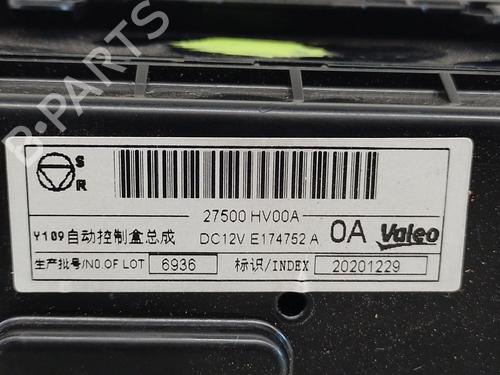 B-PARTS
S
R
27500 HV00A
Y109自动控制盒总成 DC12V E174752 A 0A Valeo
生产批号/NO OF LOT 6936 标识/INDEX 20201229